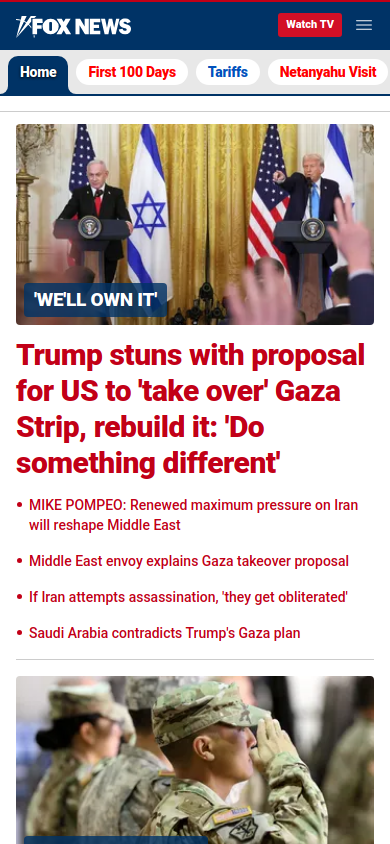 FOX NEWS
Watch TV
Home
First 100 Days
Tariffs
Netanyahu Visit
'WE'LL OWN IT'
Trump stuns with proposal
for US to 'take over' Gaza
Strip, rebuild it: 'Do
something different'
MIKE POMPEO: Renewed maximum pressure on Iran
will reshape Middle East
Middle East envoy explains Gaza takeover proposal
If Iran attempts assassination, 'they get obliterated'
Saudi Arabia contradicts Trump's Gaza plan